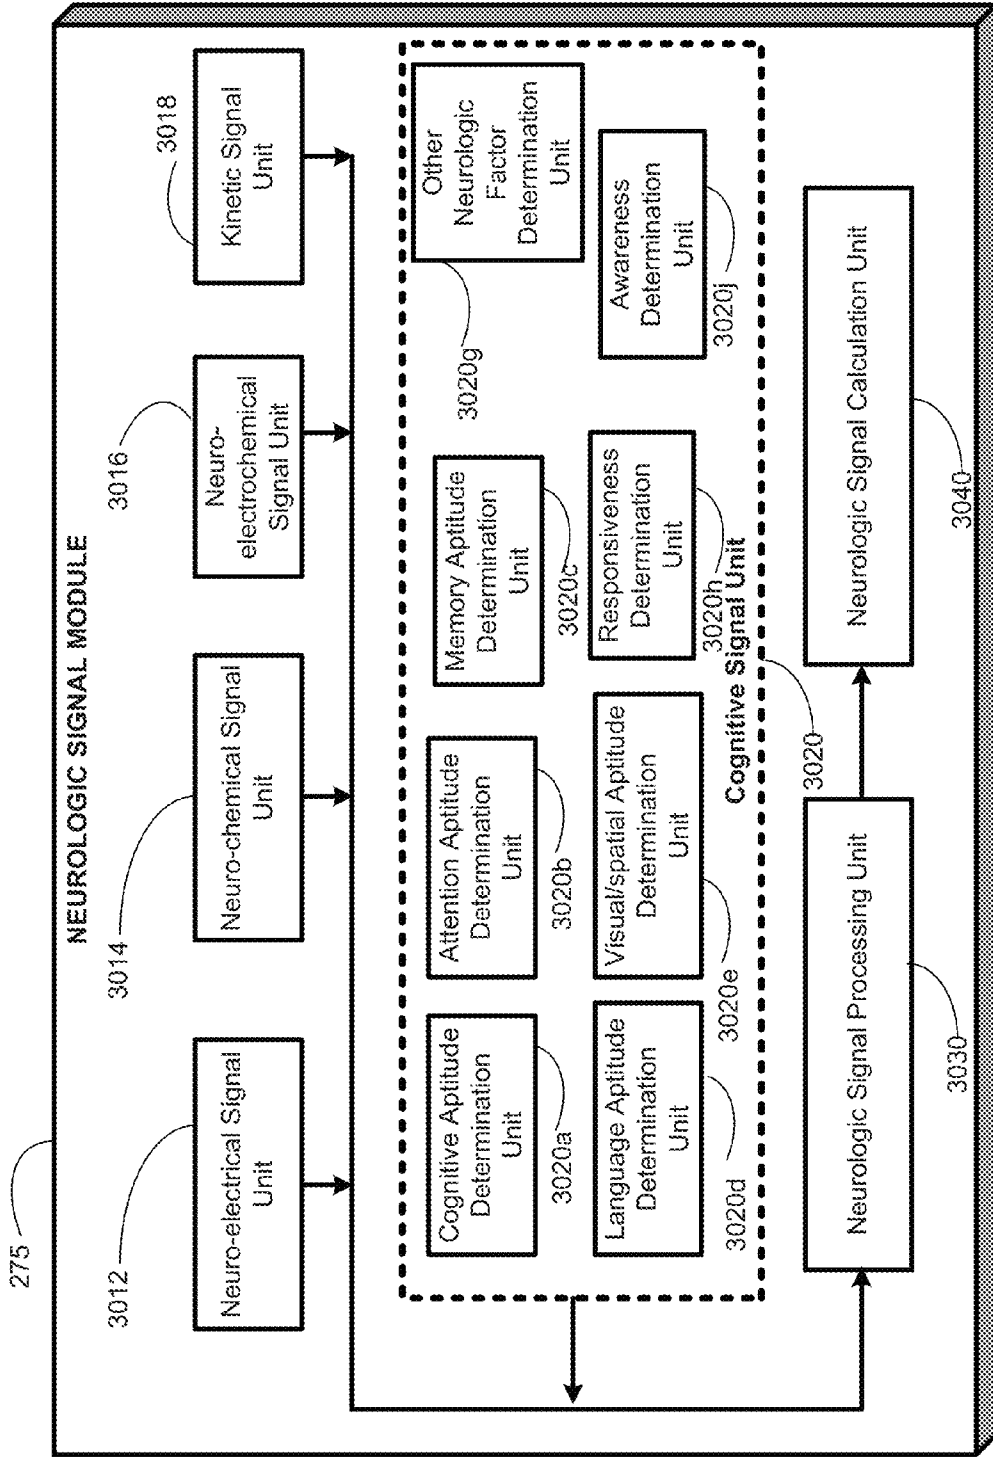 275
NEUROLOGIC SIGNAL MODULE
3012
3014
3016
3018
Neuro-electrical Signal
Unit
Neuro-chemical Signal
Unit
Neuro-
electrochemical
Signal Unit
Kinetic Signal
Unit
Cognitive Aptitude
Determination
Unit
3020a
Attention Aptitude
Determination
Unit
3020b
Memory Aptitude
Determination
Unit
3020c
Other
Neurologic
Factor
Determination
Unit
3020g
Language Aptitude
Determination
Unit
3020d
Visual/spatial Aptitude
Determination
Unit
3020e
Responsiveness
Determination
Unit
3020h
Awareness
Determination
Unit
3020j
Cognitive Signal Unit
3020
Neurologic Signal Processing Unit
3030
Neurologic Signal Calculation Unit
3040